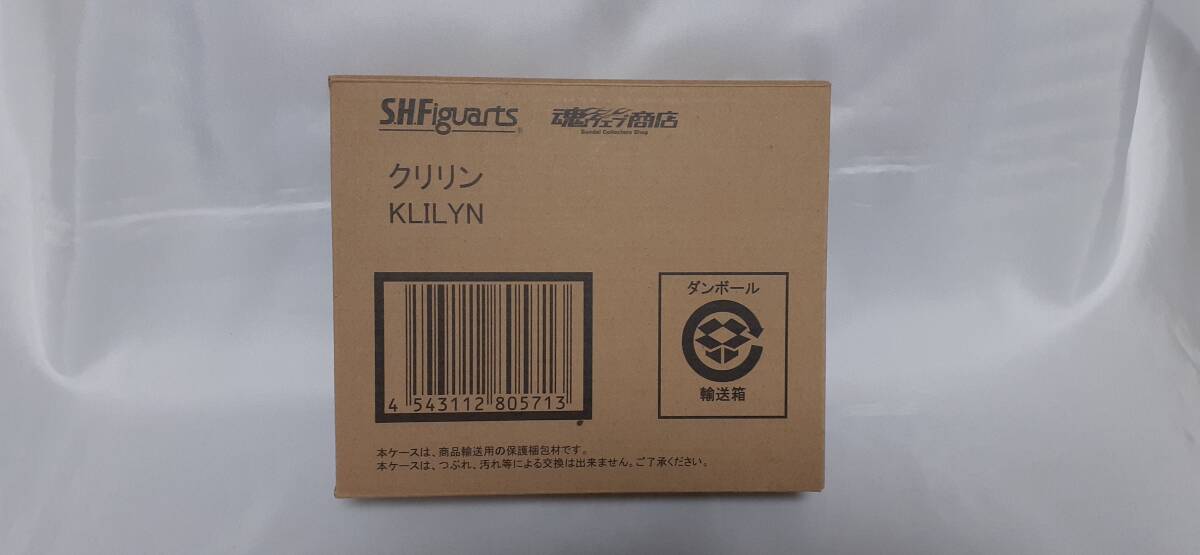 S.H.Figuarts®
魂ウェブ商店
Bandai Collectors Shop
クリリン
KLILYN
4 543112 805713
ダンボール
輸送箱
本ケースは、商品輸送用の保護梱包材です。
本ケースは、つぶれ、汚れ等による交換は出来ません。ご了承ください。